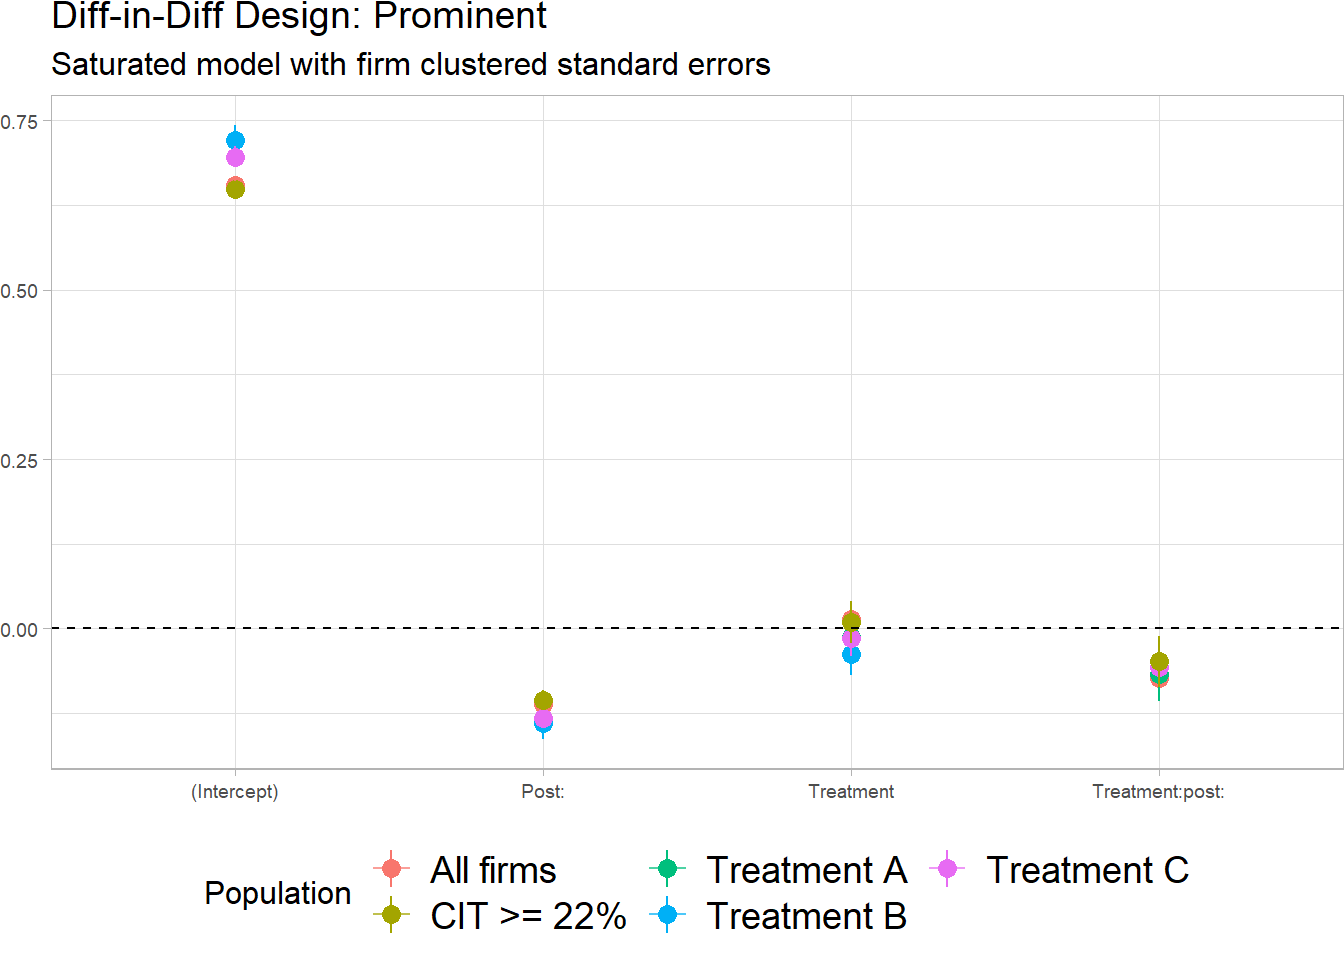 Diff-in-Diff Design: Prominent
Saturated model with firm clustered standard errors
0.75
0.50
0.25
0.00
(Intercept) Post: Treatment Treatment:post:
Population
All firms Treatment A Treatment C
CIT >= 22% Treatment B